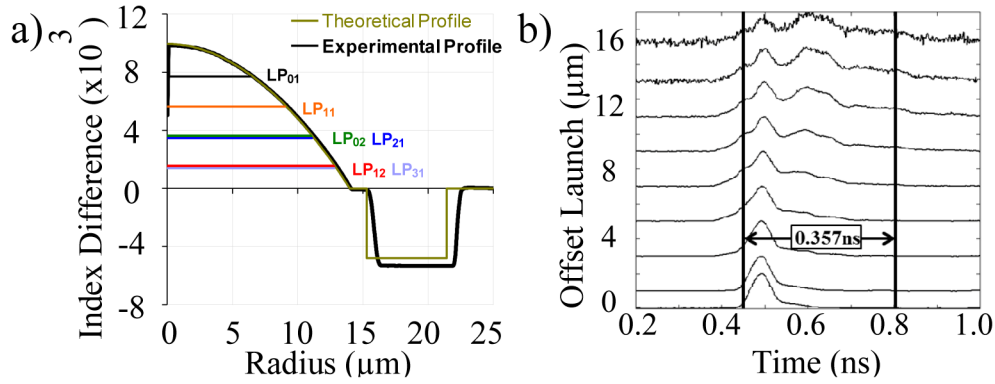 a)
Index Difference (x10³)
12
8
4
0
-4
-8
0 5 10 15 20 25
Radius (µm)
Theoretical Profile
Experimental Profile
LP₀₁
LP₁₁
LP₀₂ LP₂₁
LP₁₂ LP₃₁
b)
Offset Launch (µm)
16
12
8
4
0
0.357ns
0.2 0.4 0.6 0.8 1.0
Time (ns)